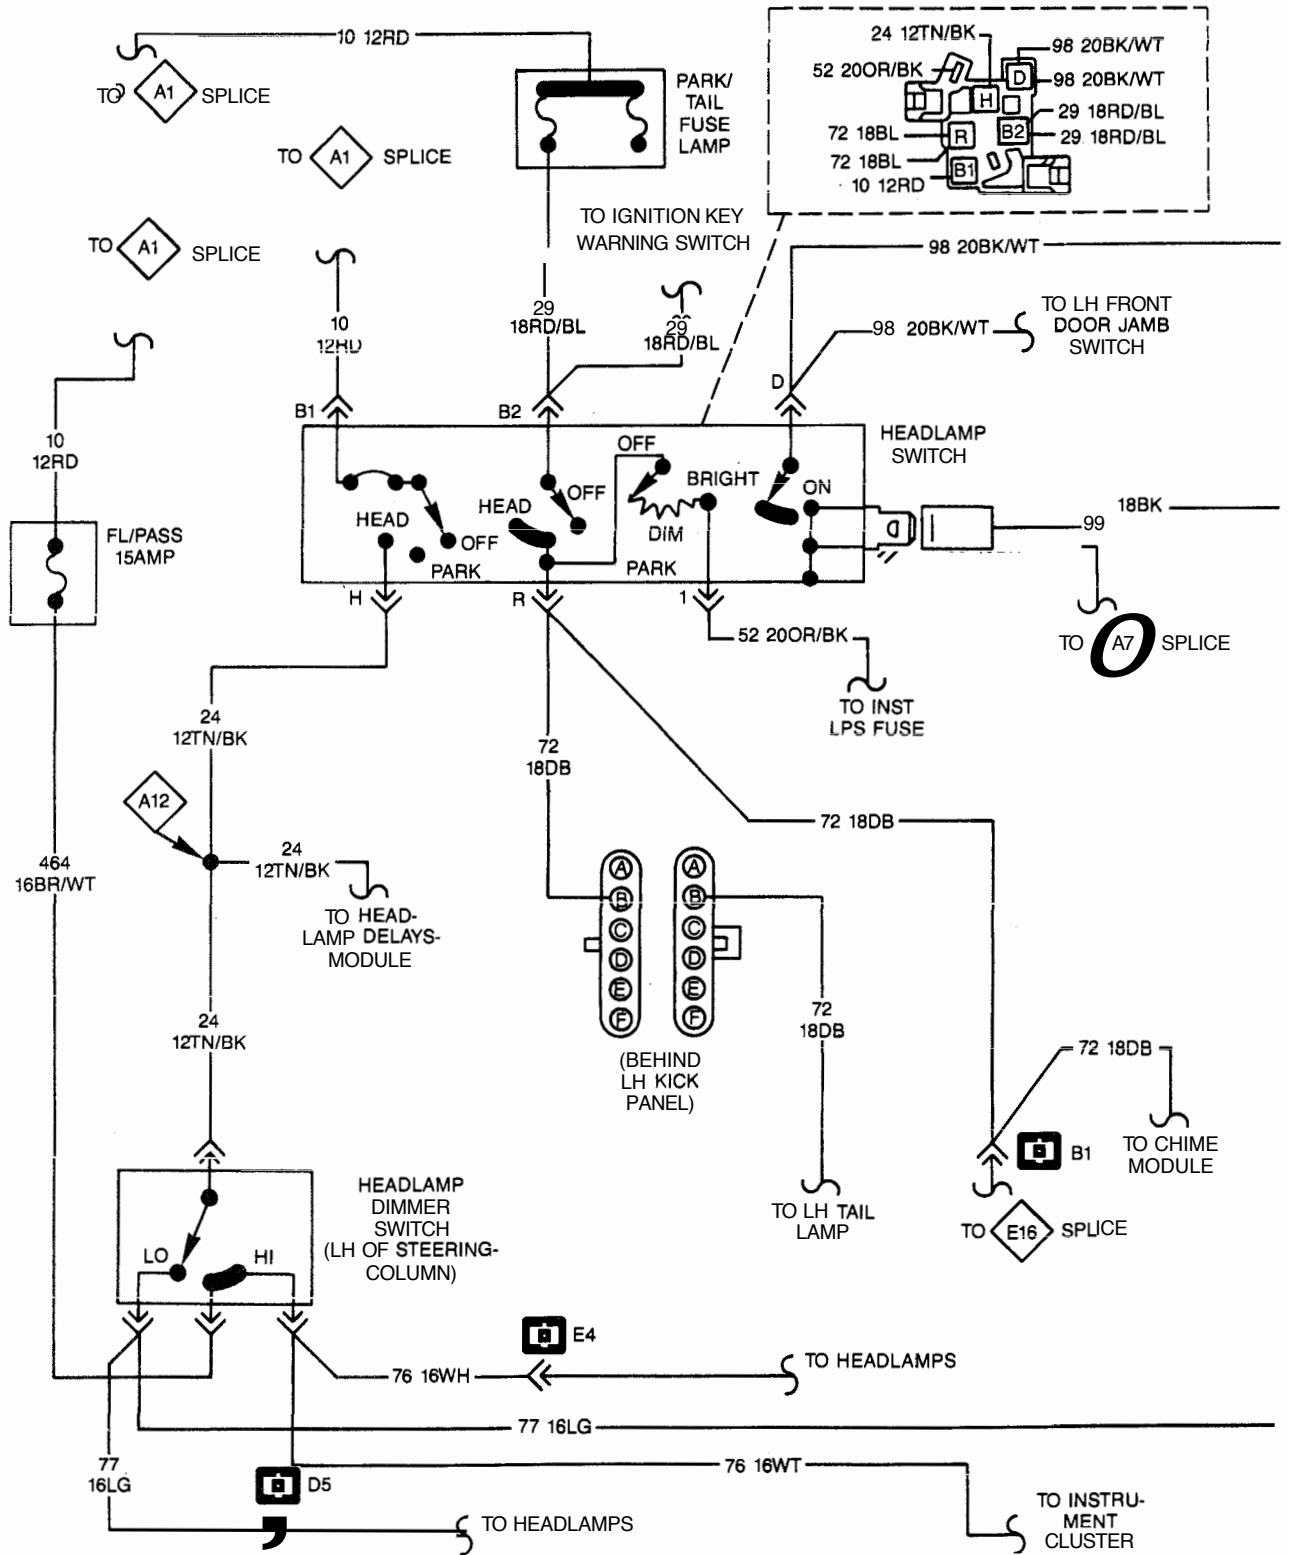 10 12RD
TO A1 SPLICE
TO A1 SPLICE
TO A1 SPLICE
PARK/
TAIL
FUSE
LAMP
24 12TN/BK
98 20BK/WT
52 20OR/BK
D
98 20BK/WT
H
29 18RD/BL
72 18BL
R
B2
29 18RD/BL
72 18BL
B1
10 12RD
TO IGNITION KEY
WARNING SWITCH
98 20BK/WT
10
12RD
29
18RD/BL
29
18RD/BL
98 20BK/WT
TO LH FRONT
DOOR JAMB
SWITCH
B1
B2
D
10
12RD
HEADLAMP
SWITCH
OFF
BRIGHT
ON
HEAD
OFF
HEAD
OFF
DIM
PARK
PARK
FL/PASS
15AMP
18BK
99
H
R
1
52 20OR/BK
TO A7 SPLICE
TO INST
LPS FUSE
24
12TN/BK
72
18DB
A12
72 18DB
464
16BR/WT
24
12TN/BK
TO HEAD-
LAMP DELAYS-
MODULE
A
B
C
D
E
F
A
B
C
D
E
F
(BEHIND
LH KICK
PANEL)
72
18DB
24
12TN/BK
72 18DB
B1
TO CHIME
MODULE
TO LH TAIL
LAMP
TO E16 SPLICE
HEADLAMP
DIMMER
SWITCH
(LH OF STEERING-
COLUMN)
LO
HI
E4
76 16WH
TO HEADLAMPS
77 16LG
77
16LG
D5
76 16WT
TO HEADLAMPS
TO INSTRU-
MENT
CLUSTER